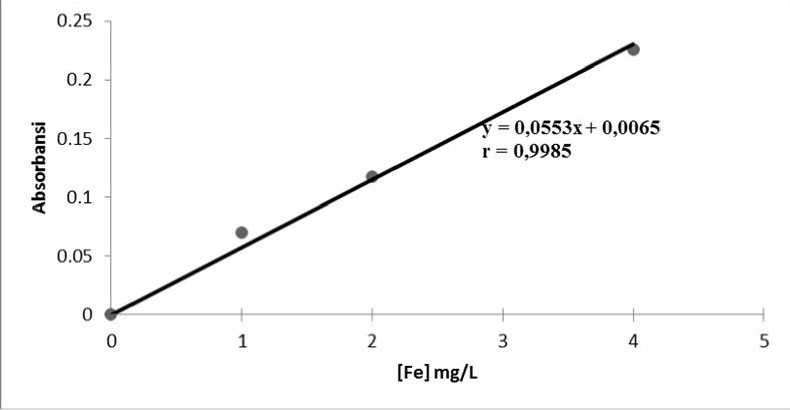 0.25
0.2
0.15
0.1
0.05
0
Absorbansi
y = 0,0553x + 0,0065
r = 0,9985
0 1 2 3 4 5
[Fe] mg/L